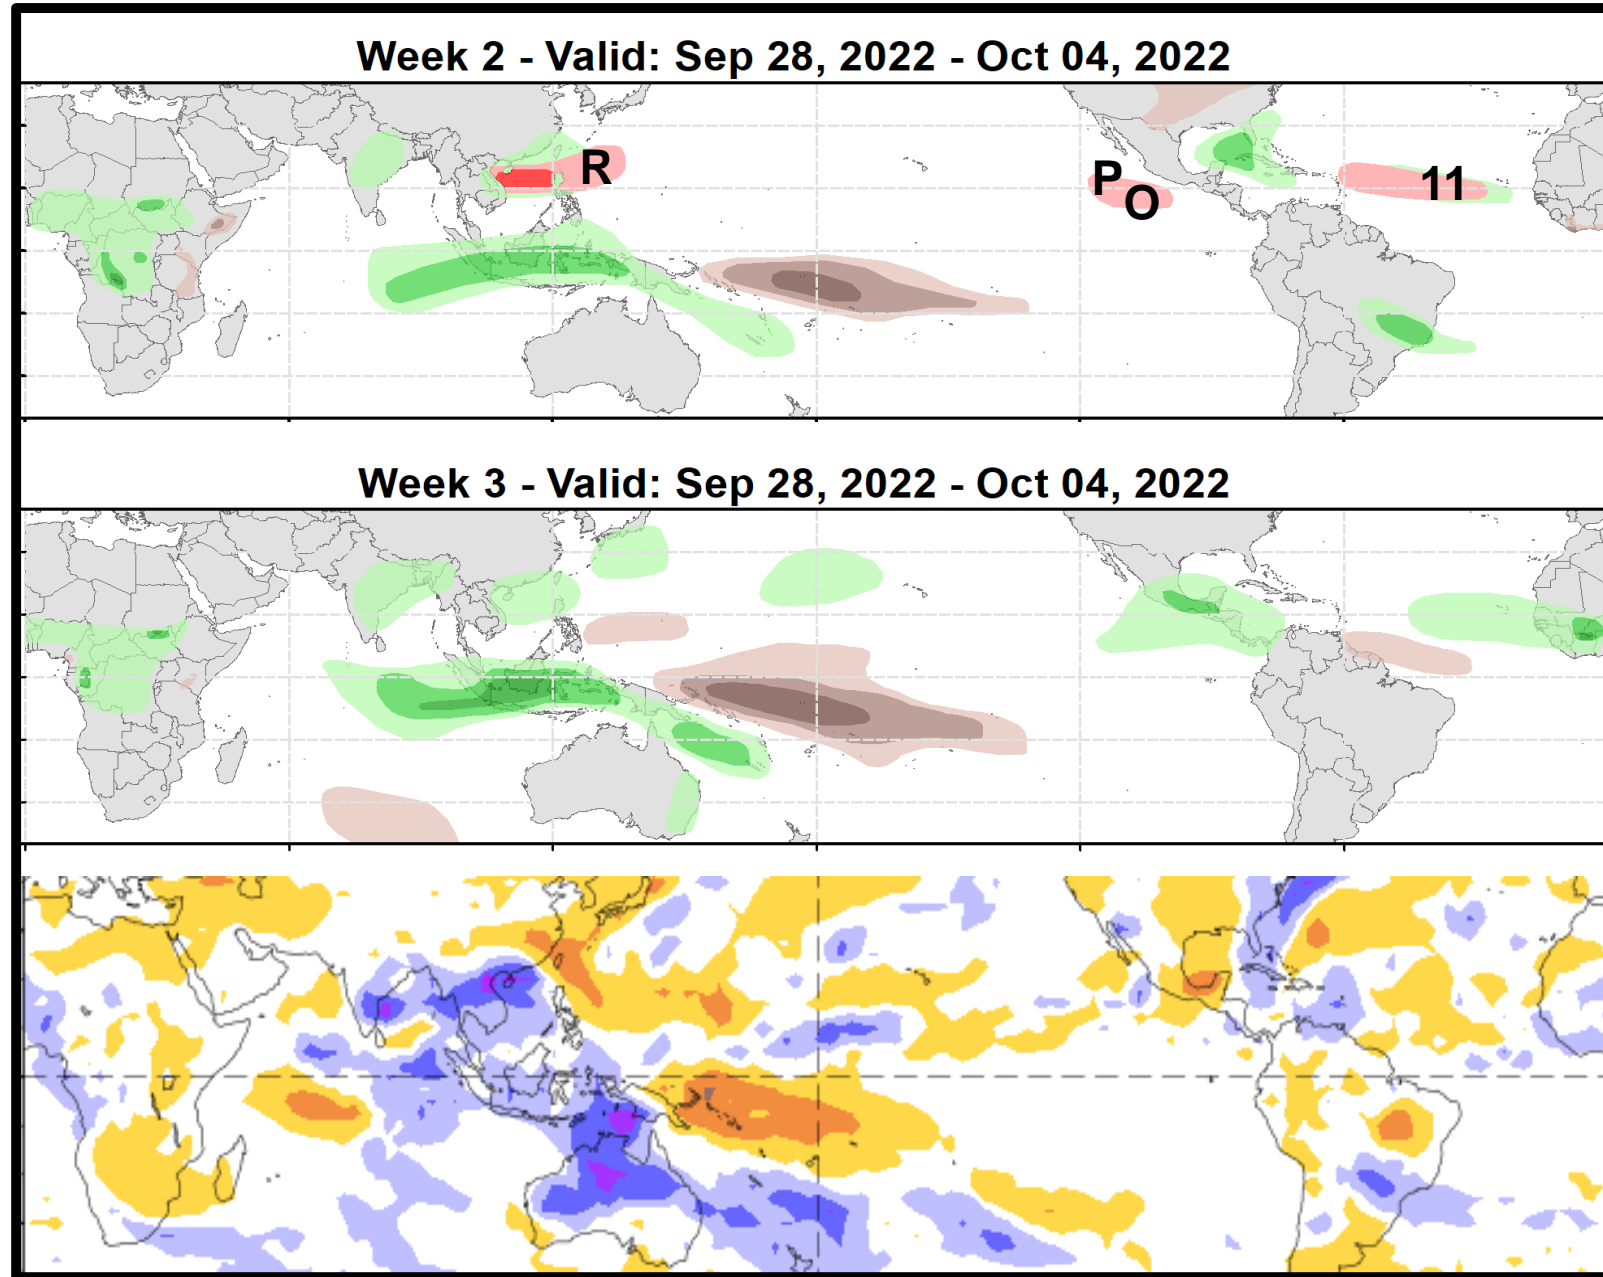 Week 2 - Valid: Sep 28, 2022 - Oct 04, 2022
R
P
O
11
Week 3 - Valid: Sep 28, 2022 - Oct 04, 2022